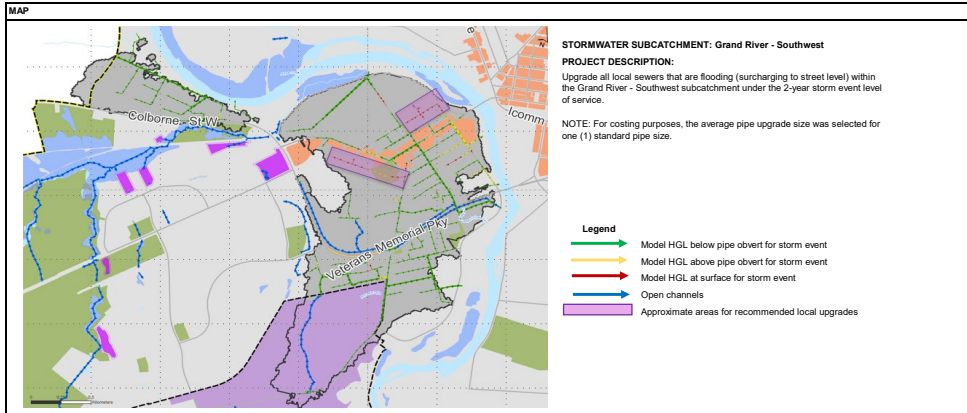 MAP
STORMWATER SUBCATCHMENT: Grand River - Southwest
PROJECT DESCRIPTION:
Upgrade all local sewers that are flooding (surcharging to street level) within
the Grand River - Southwest subcatchment under the 2-year storm event level
of service.
NOTE: For costing purposes, the average pipe upgrade size was selected for
one (1) standard pipe size.
Legend
Model HGL below pipe obvert for storm event
Model HGL above pipe obvert for storm event
Model HGL at surface for storm event
Open channels
Approximate areas for recommended local upgrades
Colborne St W
Icomm
Veterans Memorial Pky
Kilometers